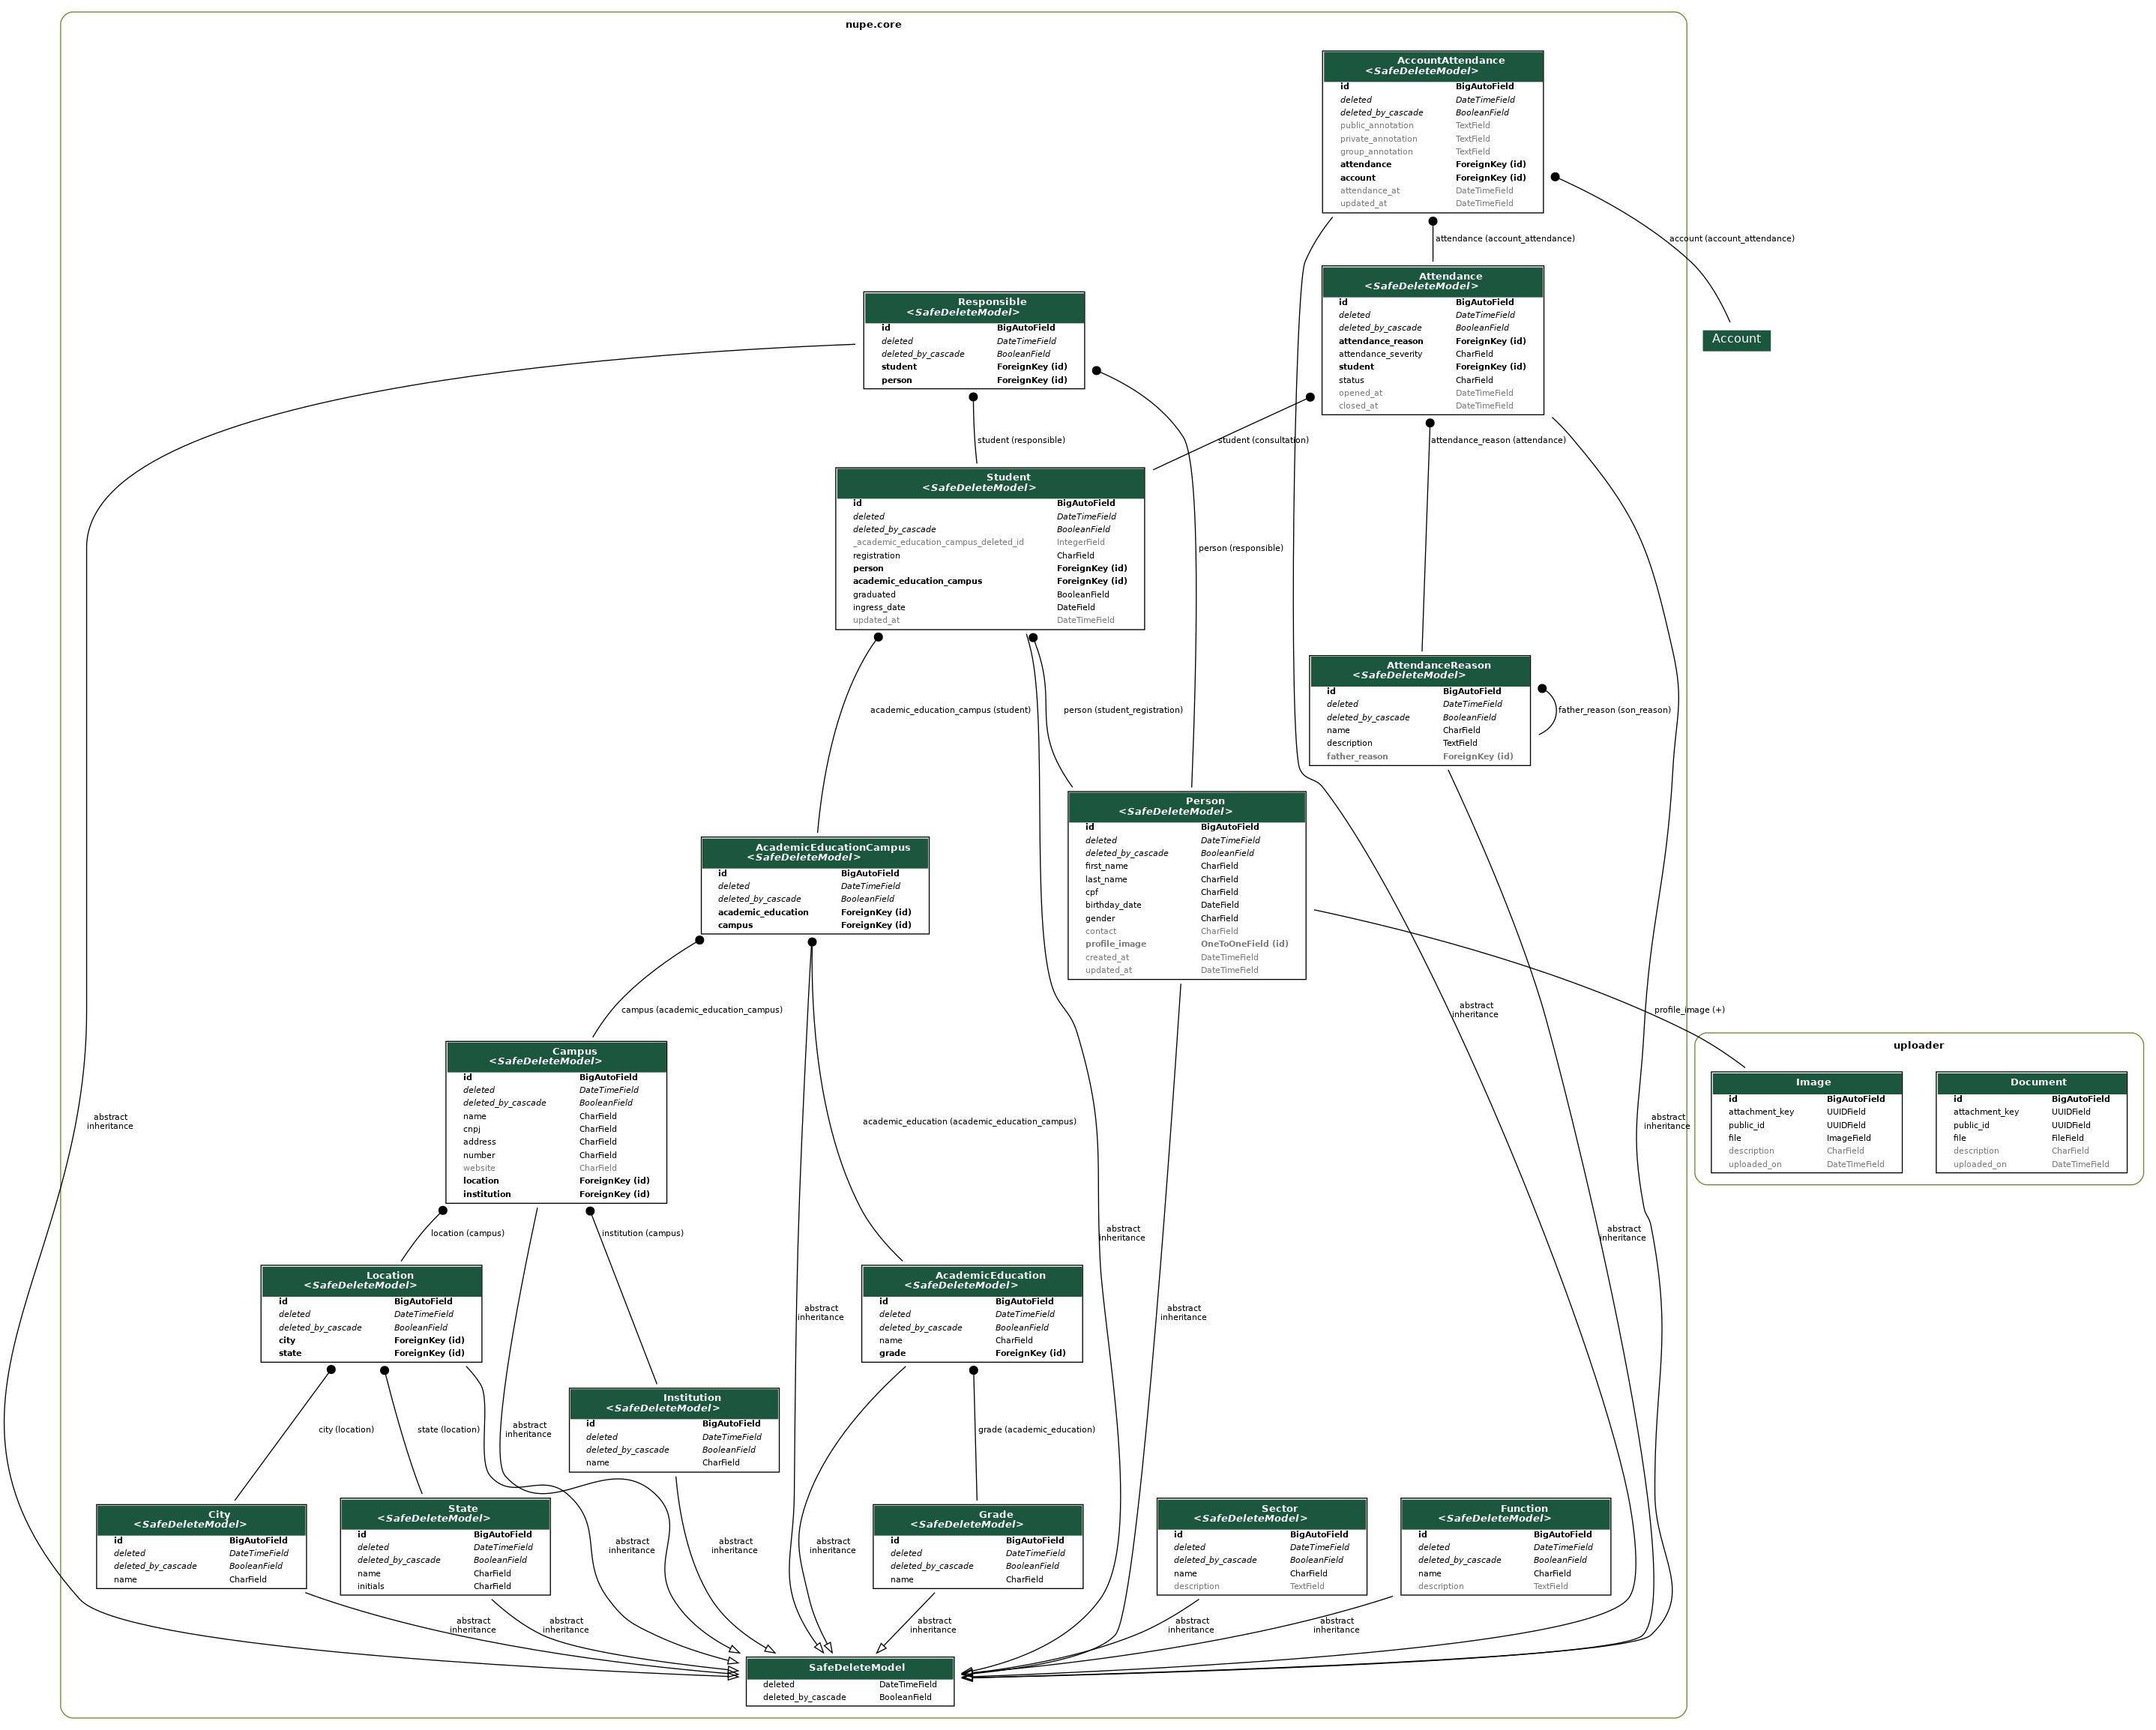 nupe.core
AccountAttendance
<SafeDeleteModel>
id BigAutoField
deleted DateTimeField
deleted_by_cascade BooleanField
public_annotation TextField
private_annotation TextField
group_annotation TextField
attendance ForeignKey (id)
account ForeignKey (id)
attendance_at DateTimeField
updated_at DateTimeField
attendance (account_attendance)
account (account_attendance)
Account
Attendance
<SafeDeleteModel>
id BigAutoField
deleted DateTimeField
deleted_by_cascade BooleanField
attendance_reason ForeignKey (id)
attendance_severity CharField
student ForeignKey (id)
status CharField
opened_at DateTimeField
closed_at DateTimeField
Responsible
<SafeDeleteModel>
id BigAutoField
deleted DateTimeField
deleted_by_cascade BooleanField
student ForeignKey (id)
person ForeignKey (id)
student (responsible)
student (consultation)
attendance_reason (attendance)
Student
<SafeDeleteModel>
id BigAutoField
deleted DateTimeField
deleted_by_cascade BooleanField
_academic_education_campus_deleted_id IntegerField
registration CharField
person ForeignKey (id)
academic_education_campus ForeignKey (id)
graduated BooleanField
ingress_date DateField
updated_at DateTimeField
person (responsible)
AttendanceReason
<SafeDeleteModel>
id BigAutoField
deleted DateTimeField
deleted_by_cascade BooleanField
name CharField
description TextField
father_reason ForeignKey (id)
father_reason (son_reason)
academic_education_campus (student)
person (student_registration)
Person
<SafeDeleteModel>
id BigAutoField
deleted DateTimeField
deleted_by_cascade BooleanField
first_name CharField
last_name CharField
cpf CharField
birthday_date DateField
gender CharField
contact CharField
profile_image OneToOneField (id)
created_at DateTimeField
updated_at DateTimeField
AcademicEducationCampus
<SafeDeleteModel>
id BigAutoField
deleted DateTimeField
deleted_by_cascade BooleanField
academic_education ForeignKey (id)
campus ForeignKey (id)
campus (academic_education_campus)
abstract
inheritance
profile_image (+)
uploader
Image
id BigAutoField
attachment_key UUIDField
public_id UUIDField
file ImageField
description CharField
uploaded_on DateTimeField
Document
id BigAutoField
attachment_key UUIDField
public_id UUIDField
file FileField
description CharField
uploaded_on DateTimeField
Campus
<SafeDeleteModel>
id BigAutoField
deleted DateTimeField
deleted_by_cascade BooleanField
name CharField
cnpj CharField
address CharField
number CharField
website CharField
location ForeignKey (id)
institution ForeignKey (id)
abstract
inheritance
academic_education (academic_education_campus)
abstract
inheritance
location (campus)
institution (campus)
abstract
inheritance
abstract
inheritance
Location
<SafeDeleteModel>
id BigAutoField
deleted DateTimeField
deleted_by_cascade BooleanField
city ForeignKey (id)
state ForeignKey (id)
AcademicEducation
<SafeDeleteModel>
id BigAutoField
deleted DateTimeField
deleted_by_cascade BooleanField
name CharField
grade ForeignKey (id)
abstract
inheritance
abstract
inheritance
Institution
<SafeDeleteModel>
id BigAutoField
deleted DateTimeField
deleted_by_cascade BooleanField
name CharField
city (location)
state (location)
abstract
inheritance
grade (academic_education)
City
<SafeDeleteModel>
id BigAutoField
deleted DateTimeField
deleted_by_cascade BooleanField
name CharField
State
<SafeDeleteModel>
id BigAutoField
deleted DateTimeField
deleted_by_cascade BooleanField
name CharField
initials CharField
abstract
inheritance
abstract
inheritance
abstract
inheritance
Grade
<SafeDeleteModel>
id BigAutoField
deleted DateTimeField
deleted_by_cascade BooleanField
name CharField
Sector
<SafeDeleteModel>
id BigAutoField
deleted DateTimeField
deleted_by_cascade BooleanField
name CharField
description TextField
Function
<SafeDeleteModel>
id BigAutoField
deleted DateTimeField
deleted_by_cascade BooleanField
name CharField
description TextField
abstract
inheritance
abstract
inheritance
abstract
inheritance
abstract
inheritance
abstract
inheritance
SafeDeleteModel
deleted DateTimeField
deleted_by_cascade BooleanField